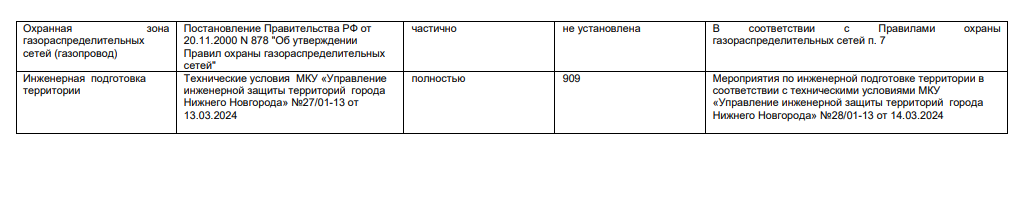 Охранная зона
газораспределительных
сетей (газопровод)
Постановление Правительства РФ от
20.11.2000 N 878 "Об утверждении
Правил охраны газораспределительных
сетей"
частично
не установлена
В соответствии с Правилами охраны
газораспределительных сетей п. 7
Инженерная подготовка
территории
Технические условия МКУ «Управление
инженерной защиты территорий города
Нижнего Новгорода» №27/01-13 от
13.03.2024
полностью
909
Мероприятия по инженерной подготовке территории в
соответствии с техническими условиями МКУ
«Управление инженерной защиты территорий города
Нижнего Новгорода» №28/01-13 от 14.03.2024